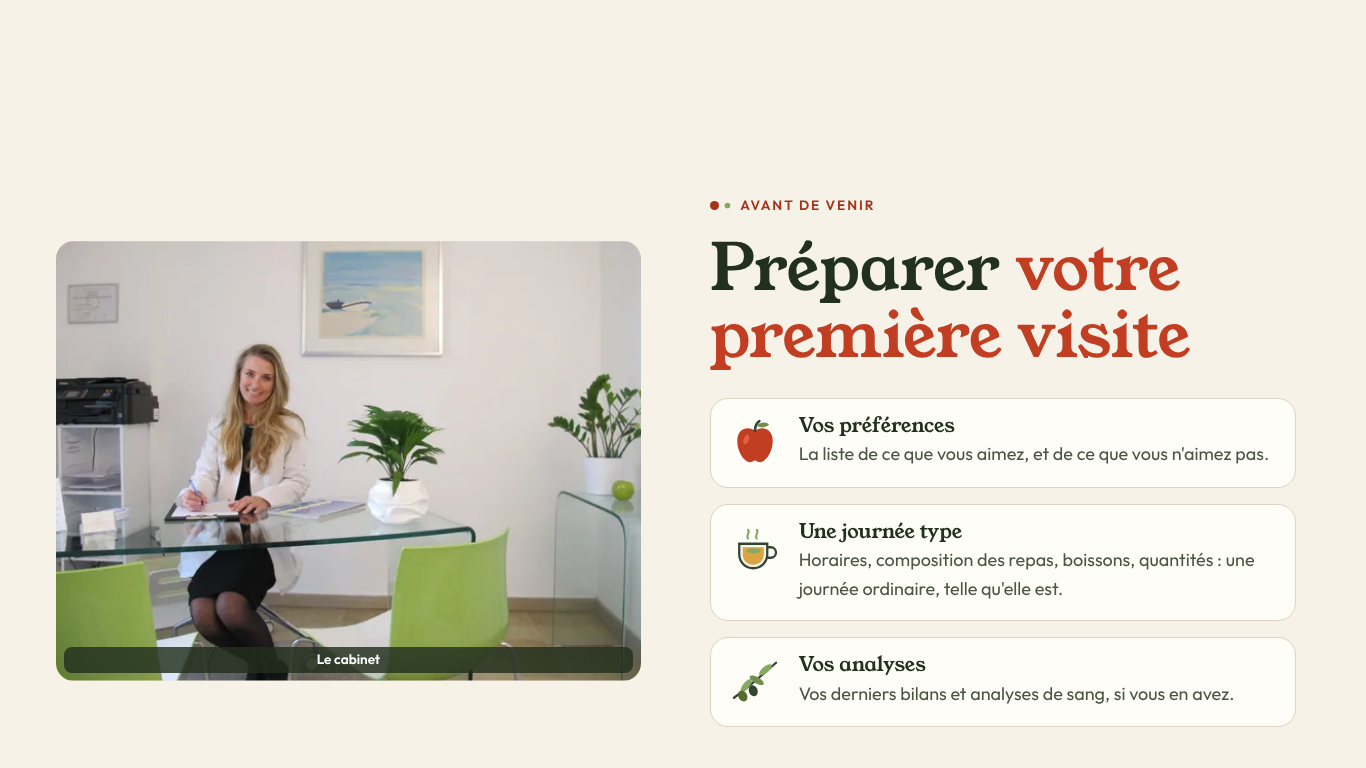 AVANT DE VENIR
Préparer votre
première visite
Vos préférences
La liste de ce que vous aimez, et de ce que vous n'aimez pas.
Une journée type
Horaires, composition des repas, boissons, quantités : une
journée ordinaire, telle qu'elle est.
Vos analyses
Vos derniers bilans et analyses de sang, si vous en avez.
Le cabinet